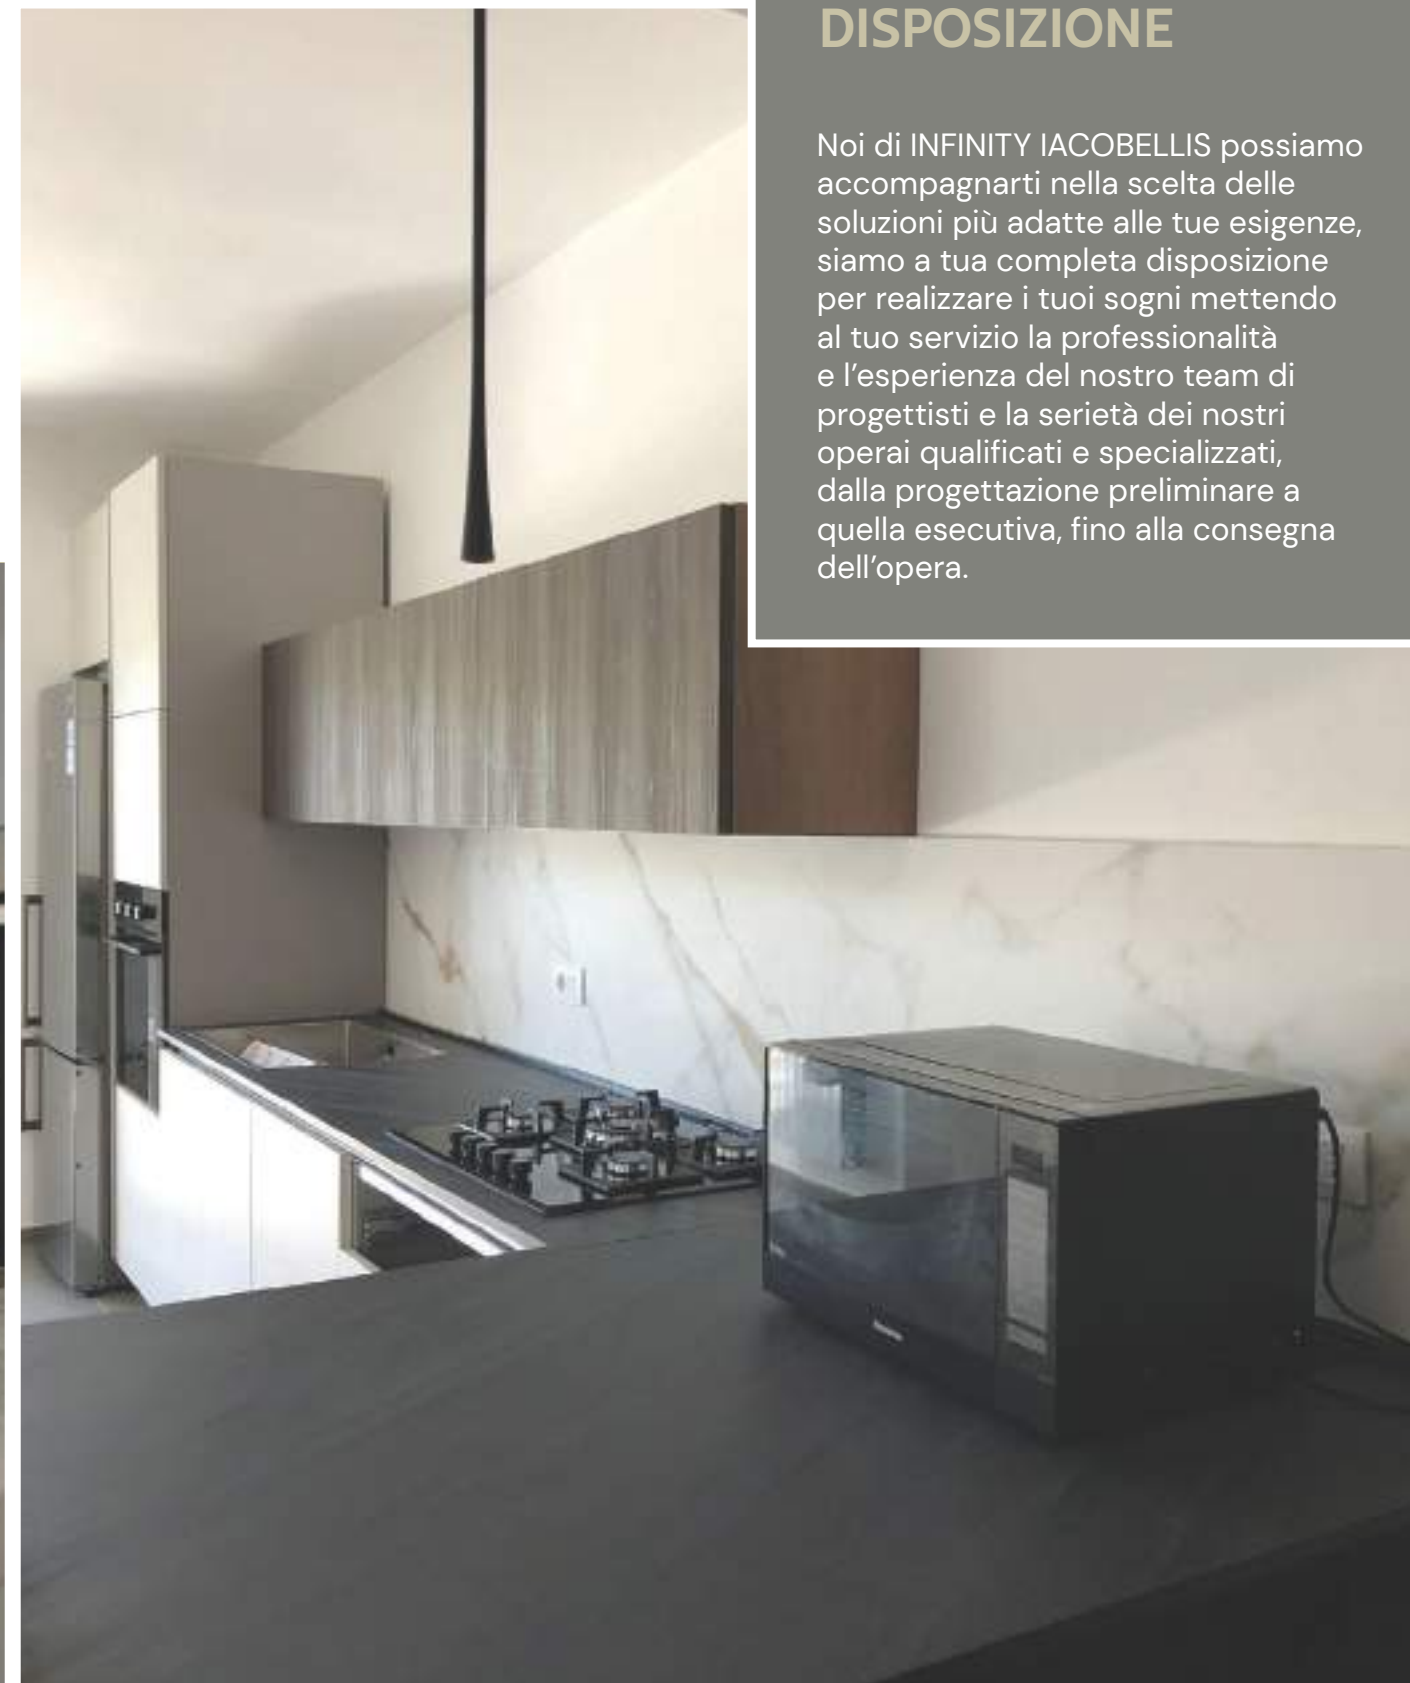 DISPOSIZIONE
Noi di INFINITY IACOBELLIS possiamo
accompagnarti nella scelta delle
soluzioni più adatte alle tue esigenze,
siamo a tua completa disposizione
per realizzare i tuoi sogni mettendo
al tuo servizio la professionalità
e l’esperienza del nostro team di
progettisti e la serietà dei nostri
operai qualificati e specializzati,
dalla progettazione preliminare a
quella esecutiva, fino alla consegna
dell’opera.